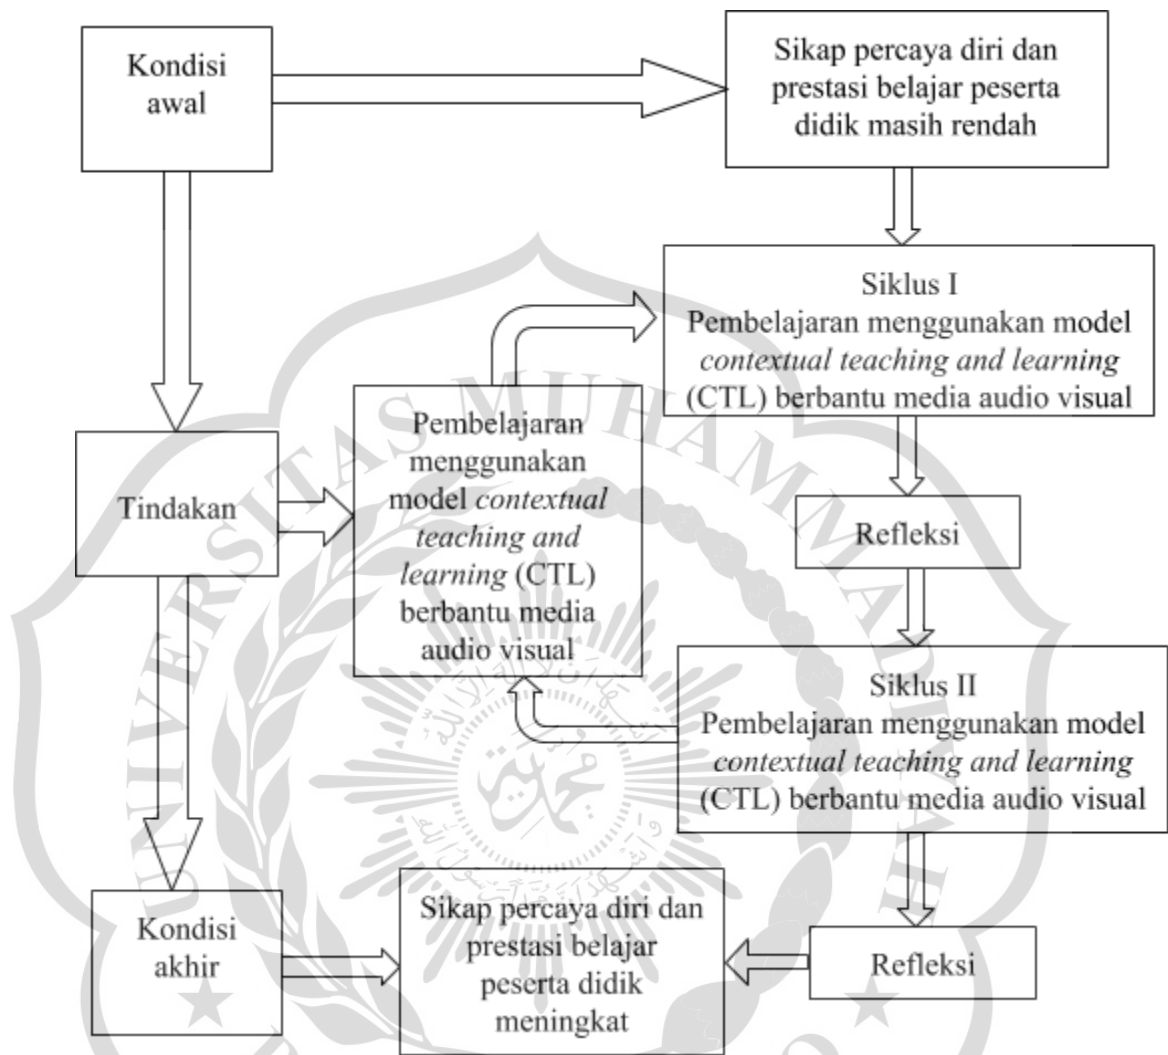 Kondisi
awal
Sikap percaya diri dan
prestasi belajar peserta
didik masih rendah
Siklus I
Pembelajaran menggunakan model
contextual teaching and learning
(CTL) berbantu media audio visual
Pembelajaran
menggunakan
model contextual
teaching and
learning (CTL)
berbantu media
audio visual
Tindakan
Refleksi
Siklus II
Pembelajaran menggunakan model
contextual teaching and learning
(CTL) berbantu media audio visual
Kondisi
akhir
Sikap percaya diri dan
prestasi belajar
peserta didik
meningkat
Refleksi
UNIVERSITAS MUHAMMADIYAH